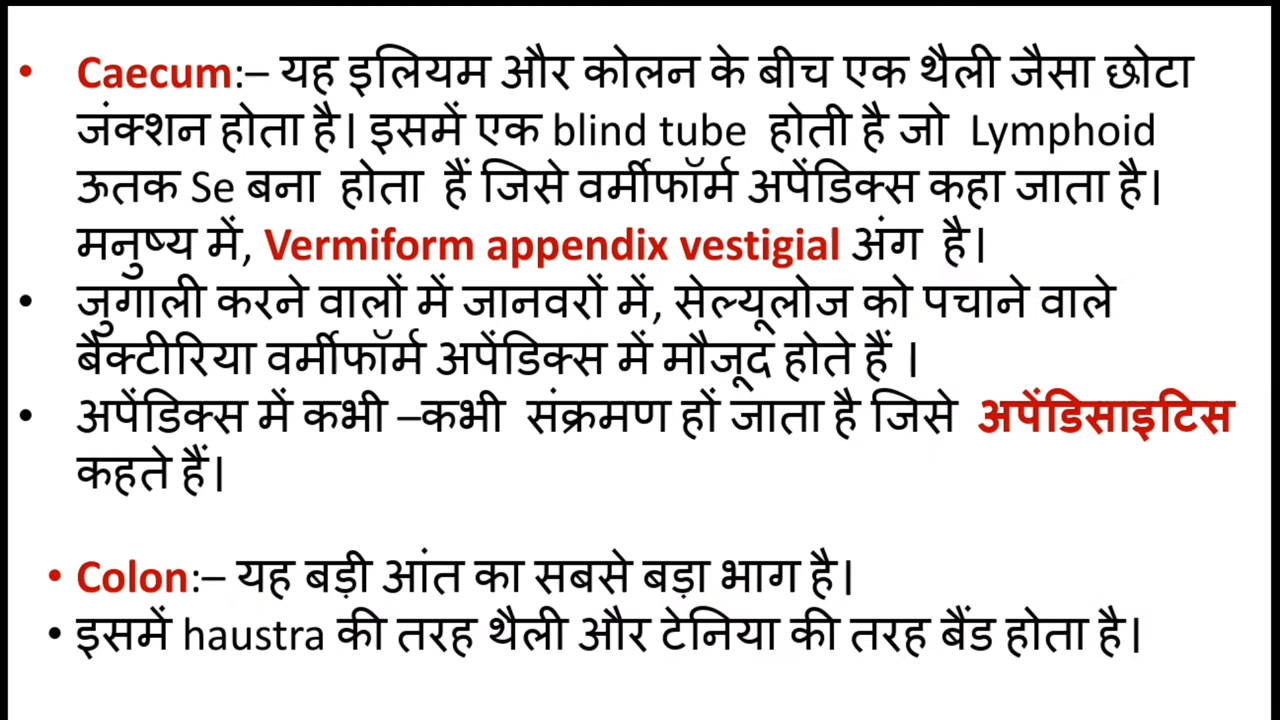 • Caecum:– यह इलियम और कोलन के बीच एक थैली जैसा छोटा
जंक्शन होता है। इसमें एक blind tube होती है जो Lymphoid
ऊतक Se बना होता हैं जिसे वर्मीफॉर्म अपेंडिक्स कहा जाता है।
मनुष्य में, Vermiform appendix vestigial अंग है।
• जुगाली करने वालों में जानवरों में, सेल्यूलोज को पचाने वाले
बैक्टीरिया वर्मीफॉर्म अपेंडिक्स में मौजूद होते हैं ।
• अपेंडिक्स में कभी –कभी संक्रमण हों जाता है जिसे अपेंडिसाइटिस
कहते हैं।
• Colon:– यह बड़ी आंत का सबसे बड़ा भाग है।
• इसमें haustra की तरह थैली और टेनिया की तरह बैंड होता है।